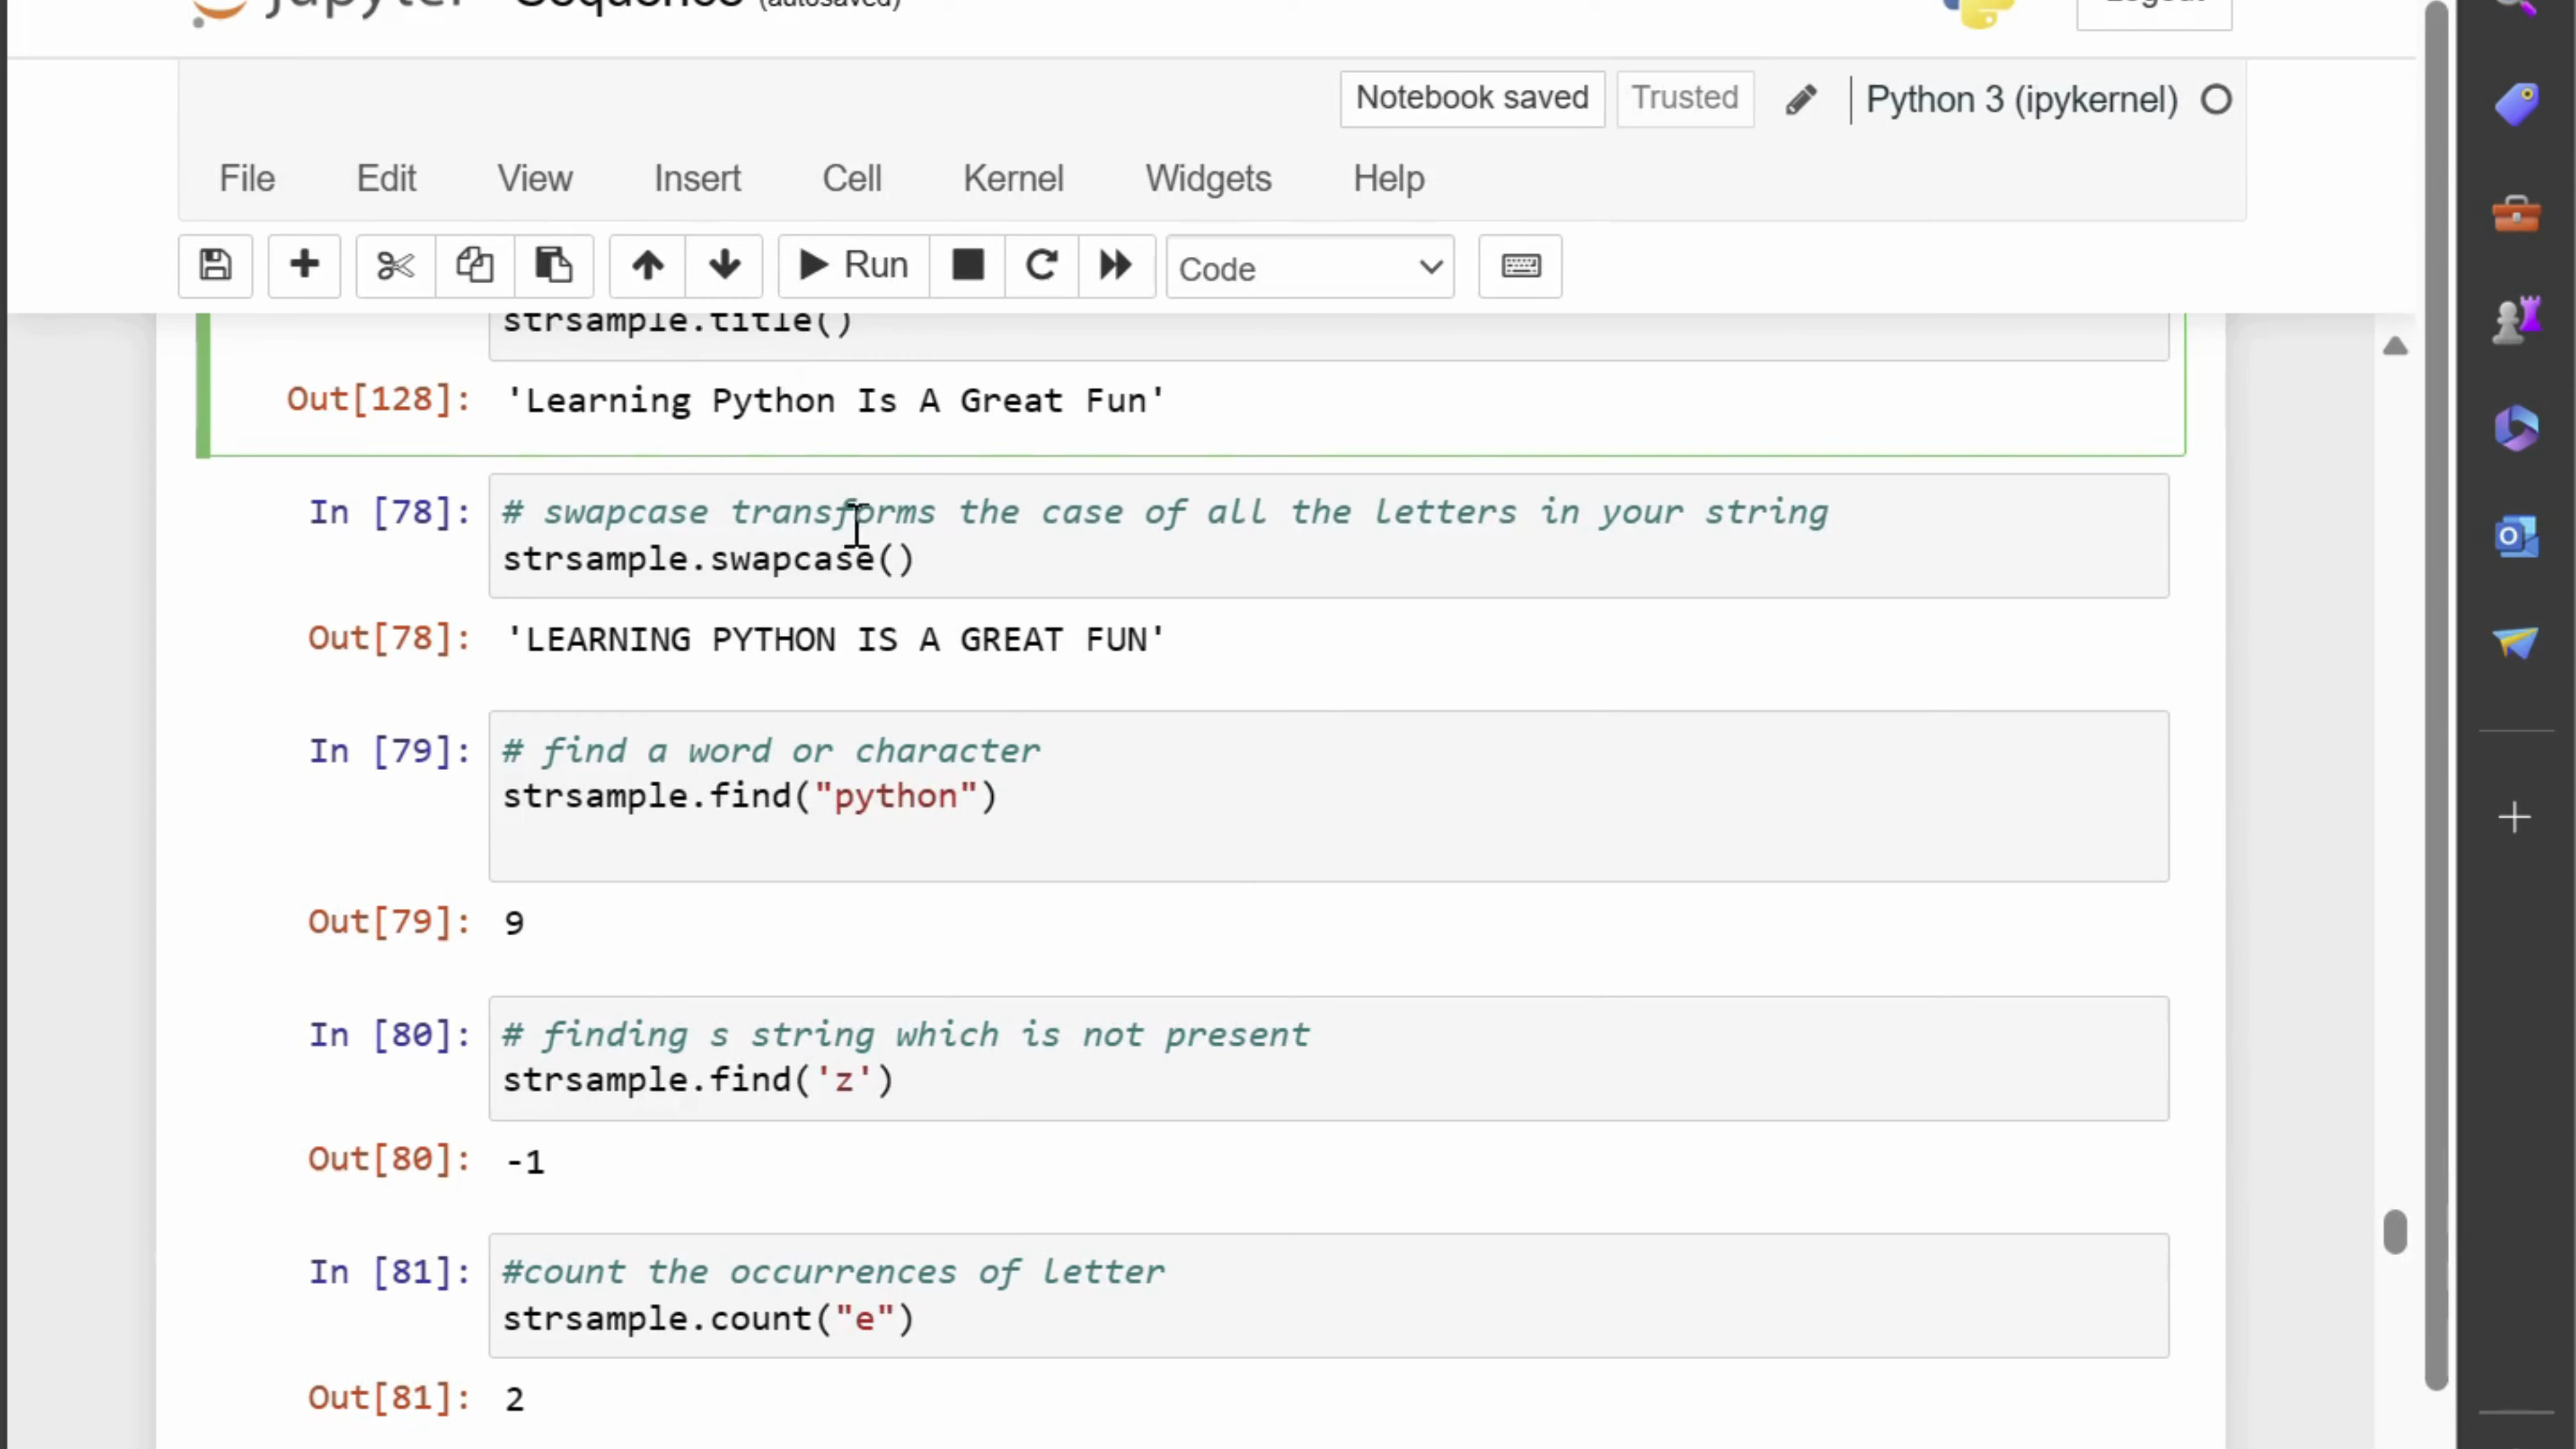 jupyter Sequence (autosaved)
Logout
Notebook saved Trusted Python 3 (ipykernel)
File Edit View Insert Cell Kernel Widgets Help
Run Code
strsample.title()
Out[128]: 'Learning Python Is A Great Fun'
In [78]: # swapcase transforms the case of all the letters in your string
strsample.swapcase()
Out[78]: 'LEARNING PYTHON IS A GREAT FUN'
In [79]: # find a word or character
strsample.find("python")
Out[79]: 9
In [80]: # finding s string which is not present
strsample.find('z')
Out[80]: -1
In [81]: #count the occurrences of letter
strsample.count("e")
Out[81]: 2